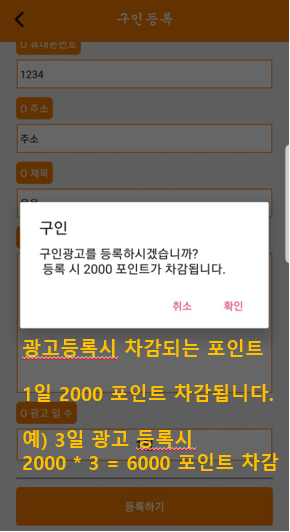 구인등록
O 휴대폰번호
1234
O 주소
주소
O 제목
구인
구인광고를 등록하시겠습니까?
등록 시 2000 포인트가 차감됩니다.
취소 확인
광고등록시 차감되는 포인트
1일 2000 포인트 차감됩니다.
O 광고 일 수
예) 3일 광고 등록시
2000 * 3 = 6000 포인트 차감
등록하기